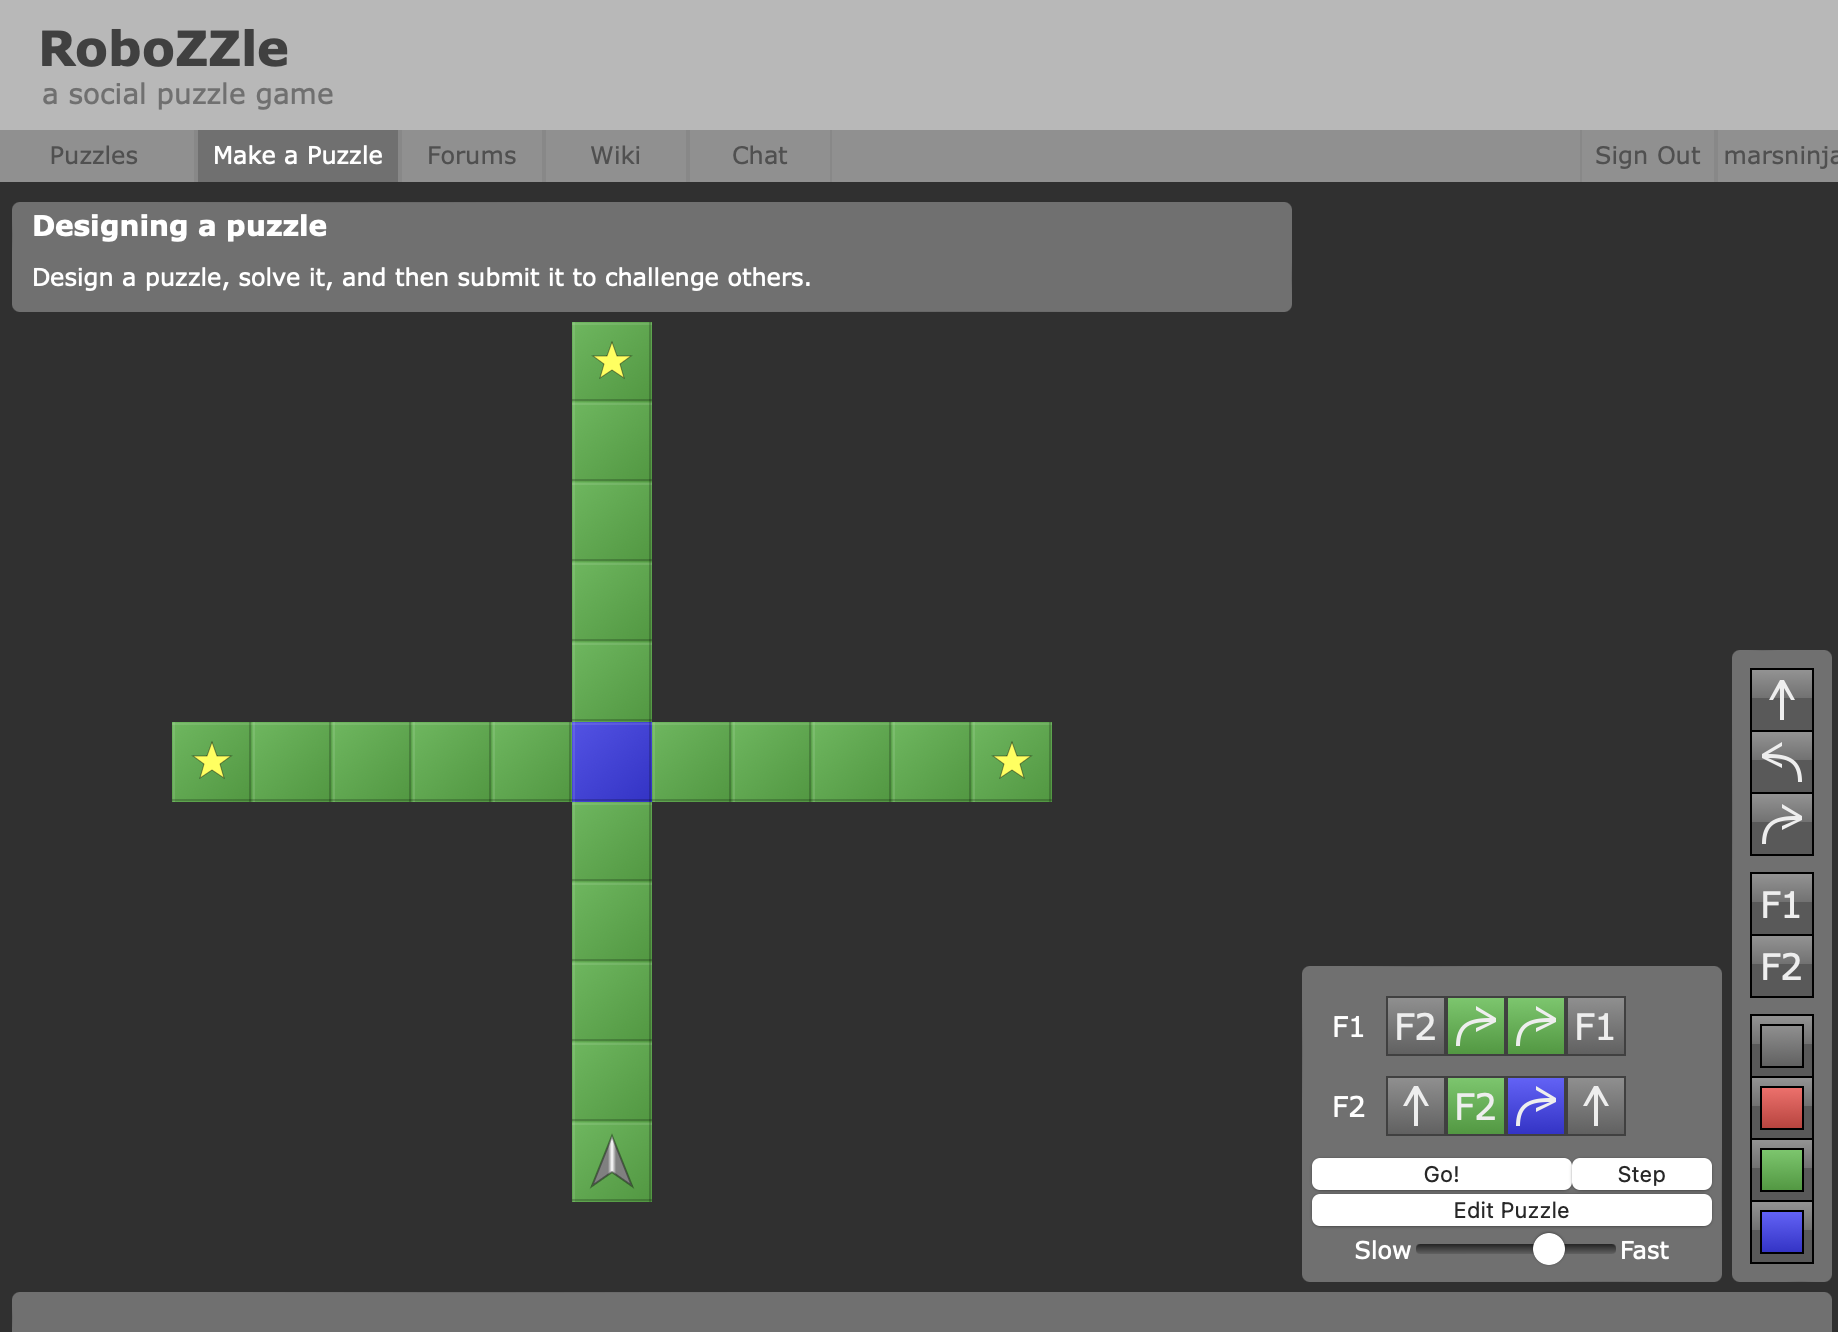 RoboZZle
a social puzzle game
Puzzles Make a Puzzle Forums Wiki Chat Sign Out marsninja
Designing a puzzle
Design a puzzle, solve it, and then submit it to challenge others.
F1
F2
F1 F2 F1
F2 F2
Go! Step
Edit Puzzle
Slow Fast